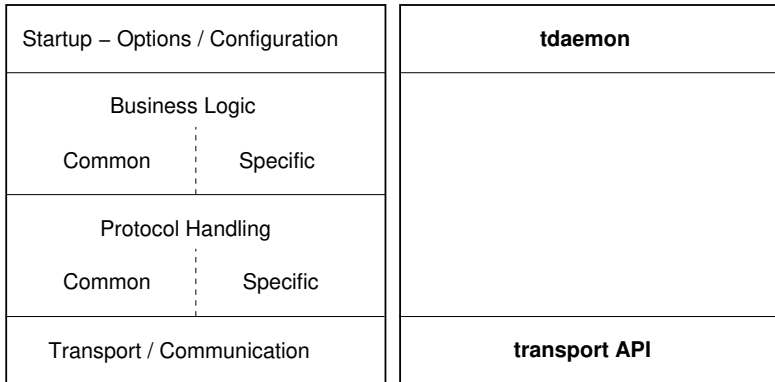 Startup – Options / Configuration
tdaemon
Business Logic
Common Specific
Protocol Handling
Common Specific
Transport / Communication
transport API